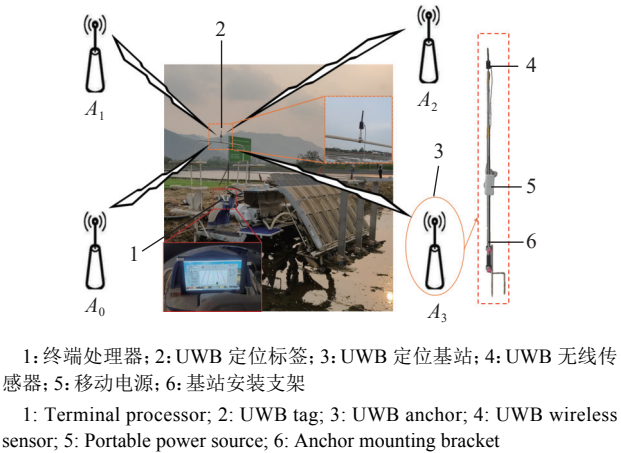 2
A₁
A₂
4
3
5
1
6
A₀
A₃
1：终端处理器；2：UWB 定位标签；3：UWB 定位基站；4：UWB 无线传
感器；5：移动电源；6：基站安装支架
1: Terminal processor; 2: UWB tag; 3: UWB anchor; 4: UWB wireless
sensor; 5: Portable power source; 6: Anchor mounting bracket